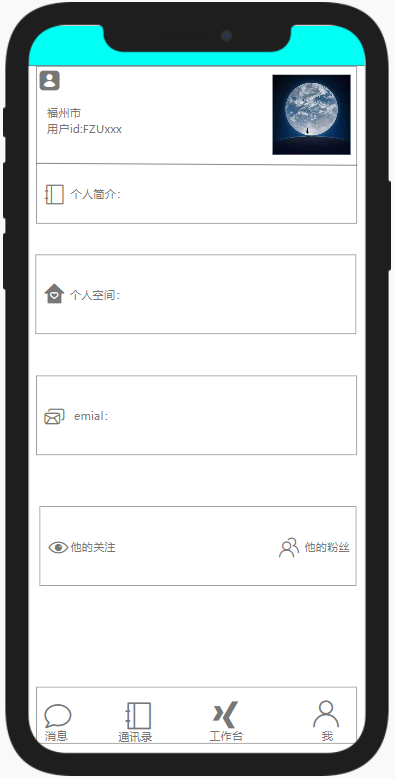 福州市
用户id:FZUxxx
个人简介：
个人空间：
emial：
他的关注 他的粉丝
消息 通讯录 工作台 我